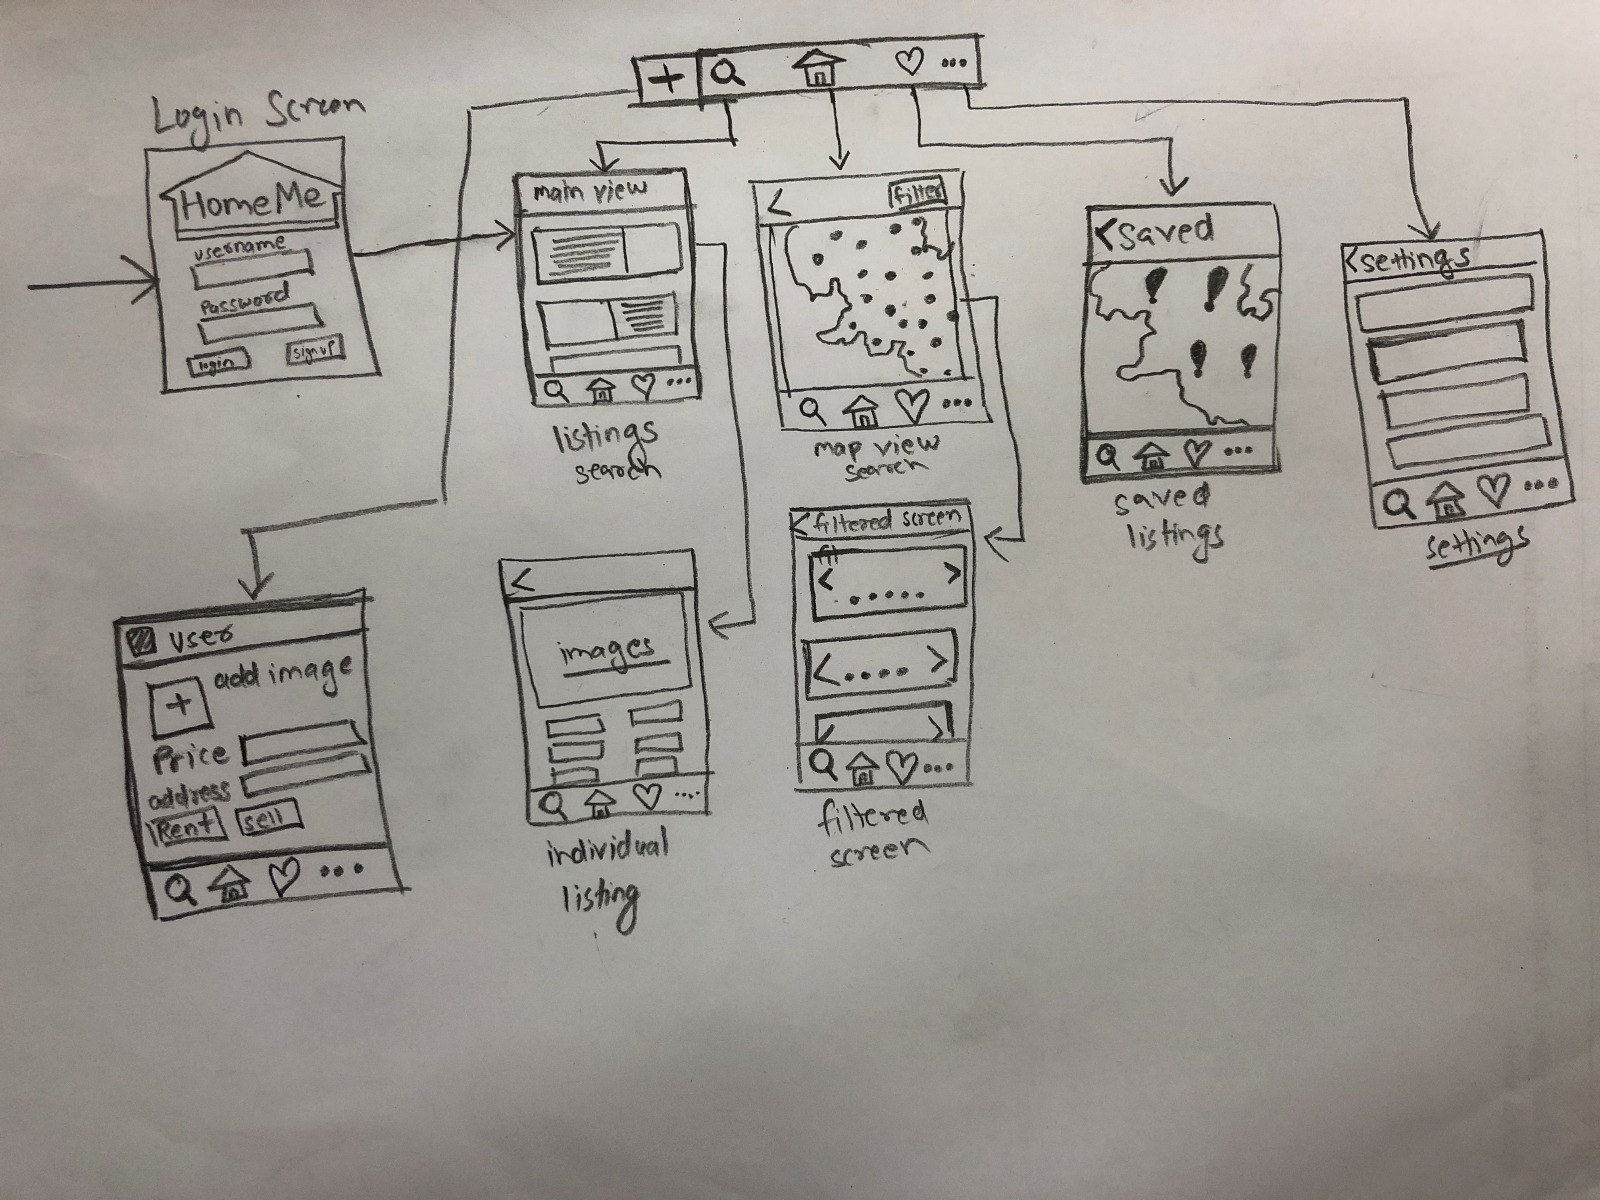 Login Screen
HomeMe
username
Password
login
sign up
main view
listings
search
filter
map view
search
saved
saved
listings
settings
settings
user
add image
Price
address
Rent
sell
images
individual
listing
filtered screen
fil
filtered
screen